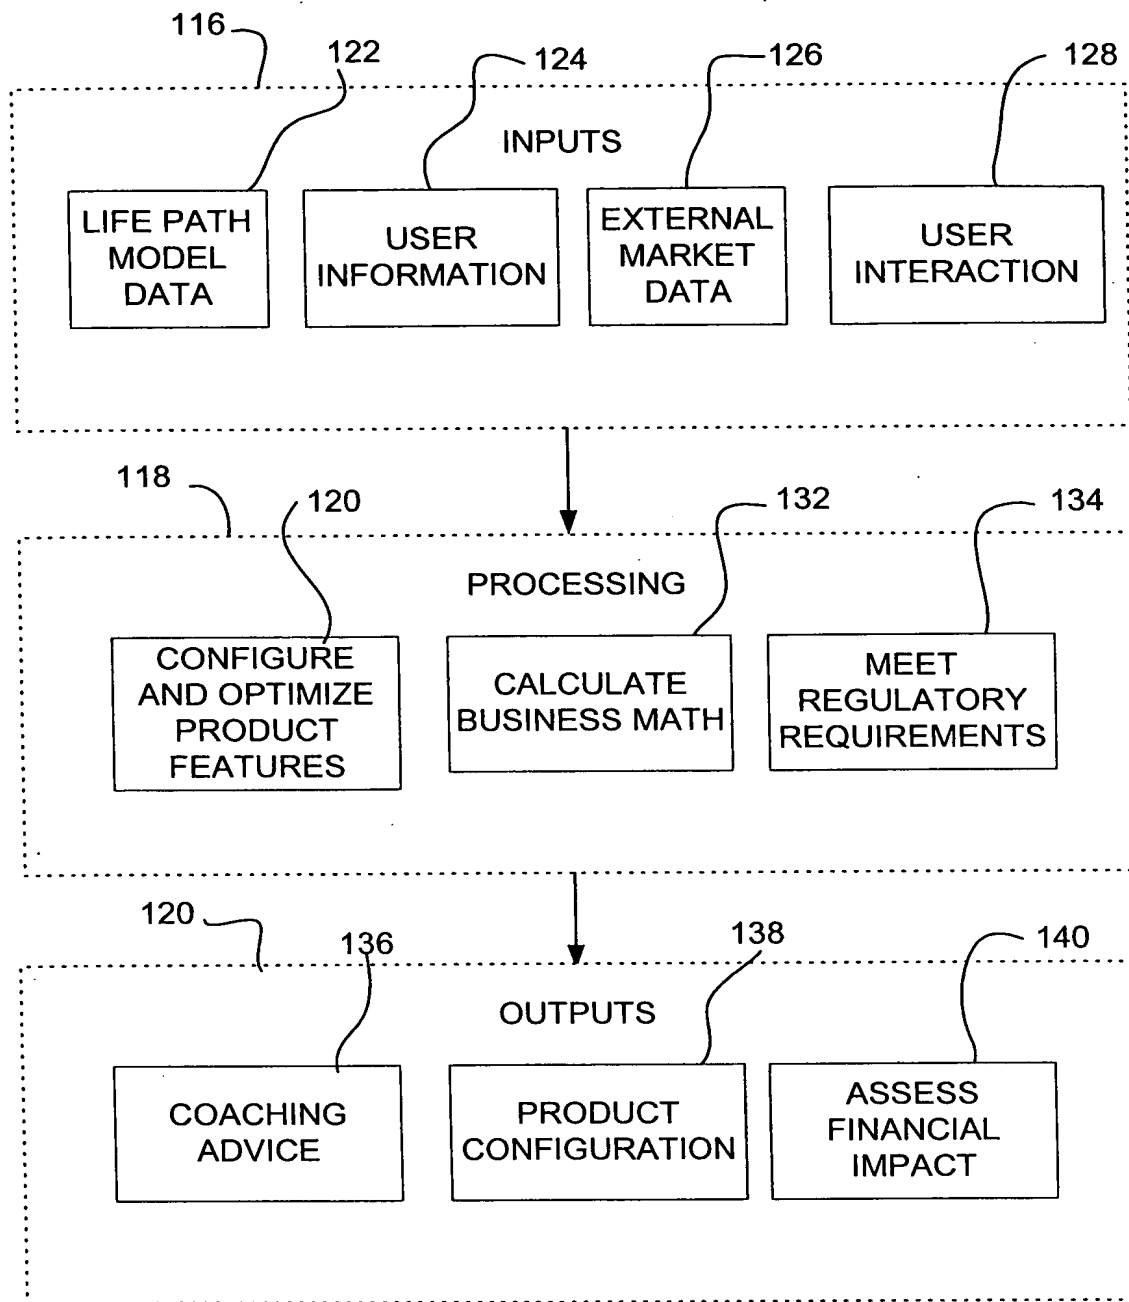 116
122
124
126
128
INPUTS
LIFE PATH
MODEL
DATA
USER
INFORMATION
EXTERNAL
MARKET
DATA
USER
INTERACTION
118
120
132
134
PROCESSING
CONFIGURE
AND OPTIMIZE
PRODUCT
FEATURES
CALCULATE
BUSINESS MATH
MEET
REGULATORY
REQUIREMENTS
120
136
138
140
OUTPUTS
COACHING
ADVICE
PRODUCT
CONFIGURATION
ASSESS
FINANCIAL
IMPACT